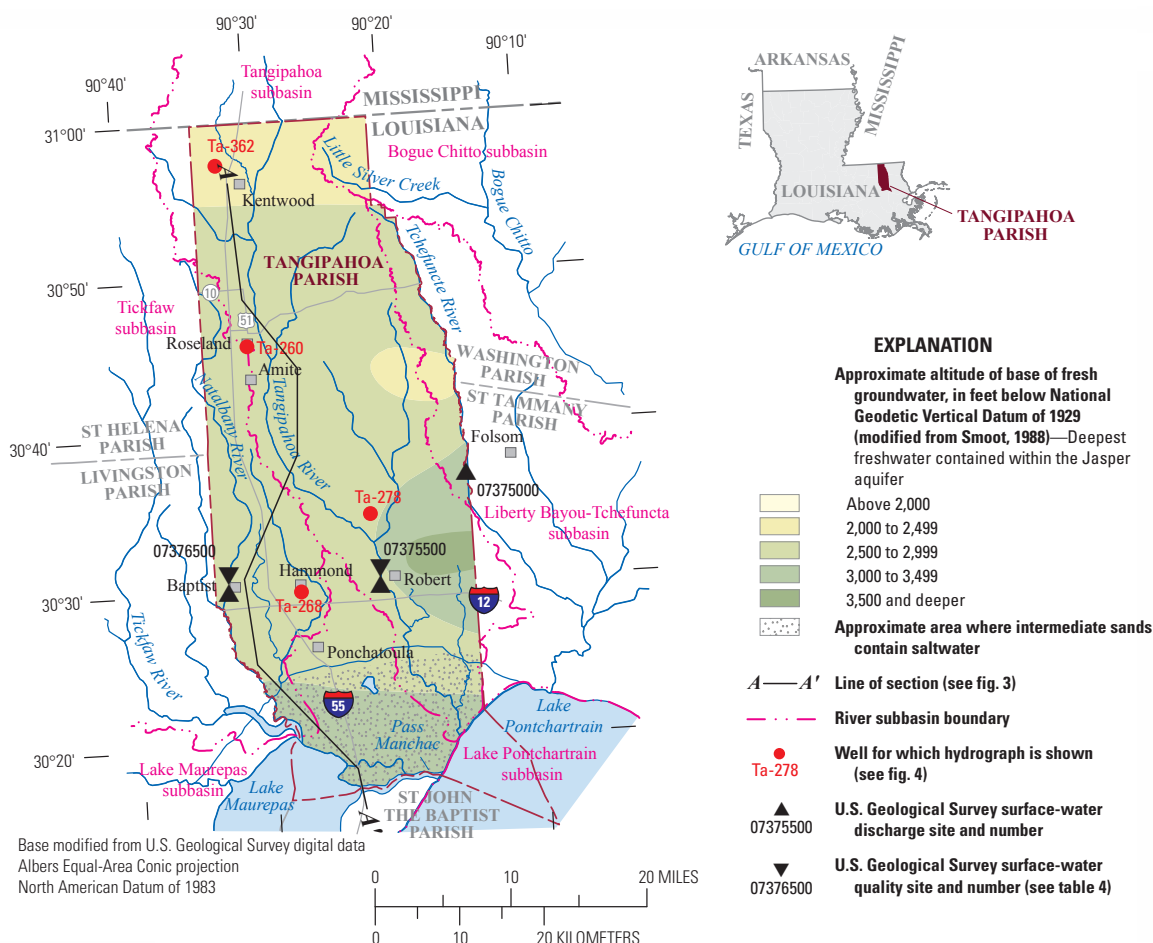 90°30'
90°20'
90°10'
90°40'
Tangipahoa
subbasin
MISSISSIPPI
LOUISIANA
31°00'
Ta-362
Bogue Chitto subbasin
Little Silver Creek
Bogue Chitto
A
Kentwood
Tchefuncte River
TANGIPAHOA
PARISH
30°50'
10
Tickfaw
subbasin
51
Roseland
Ta-260
Amite
WASHINGTON
PARISH
ST TAMMANY
PARISH
Natalbany River
Tangipahoa River
Folsom
30°40'
ST HELENA
PARISH
LIVINGSTON
PARISH
07375000
Ta-278
Liberty Bayou-Tchefuncta
subbasin
07376500
07375500
Hammond
Robert
Baptist
Ta-268
12
30°30'
Tickfaw River
Ponchatoula
55
Lake
Pontchartrain
Pass
Manchac
30°20'
Lake Maurepas
subbasin
Lake Pontchartrain
subbasin
Lake
Maurepas
ST JOHN
THE BAPTIST
PARISH
A'
Base modified from U.S. Geological Survey digital data
Albers Equal-Area Conic projection
North American Datum of 1983
0 10 20 MILES
0 10 20 KILOMETERS
ARKANSAS
TEXAS
MISSISSIPPI
LOUISIANA
TANGIPAHOA
PARISH
GULF OF MEXICO
EXPLANATION
Approximate altitude of base of fresh
groundwater, in feet below National
Geodetic Vertical Datum of 1929
(modified from Smoot, 1988)—Deepest
freshwater contained within the Jasper
aquifer
Above 2,000
2,000 to 2,499
2,500 to 2,999
3,000 to 3,499
3,500 and deeper
Approximate area where intermediate sands
contain saltwater
A—A' Line of section (see fig. 3)
River subbasin boundary
Well for which hydrograph is shown
(see fig. 4)
Ta-278
U.S. Geological Survey surface-water
discharge site and number
07375500
U.S. Geological Survey surface-water
quality site and number (see table 4)
07376500